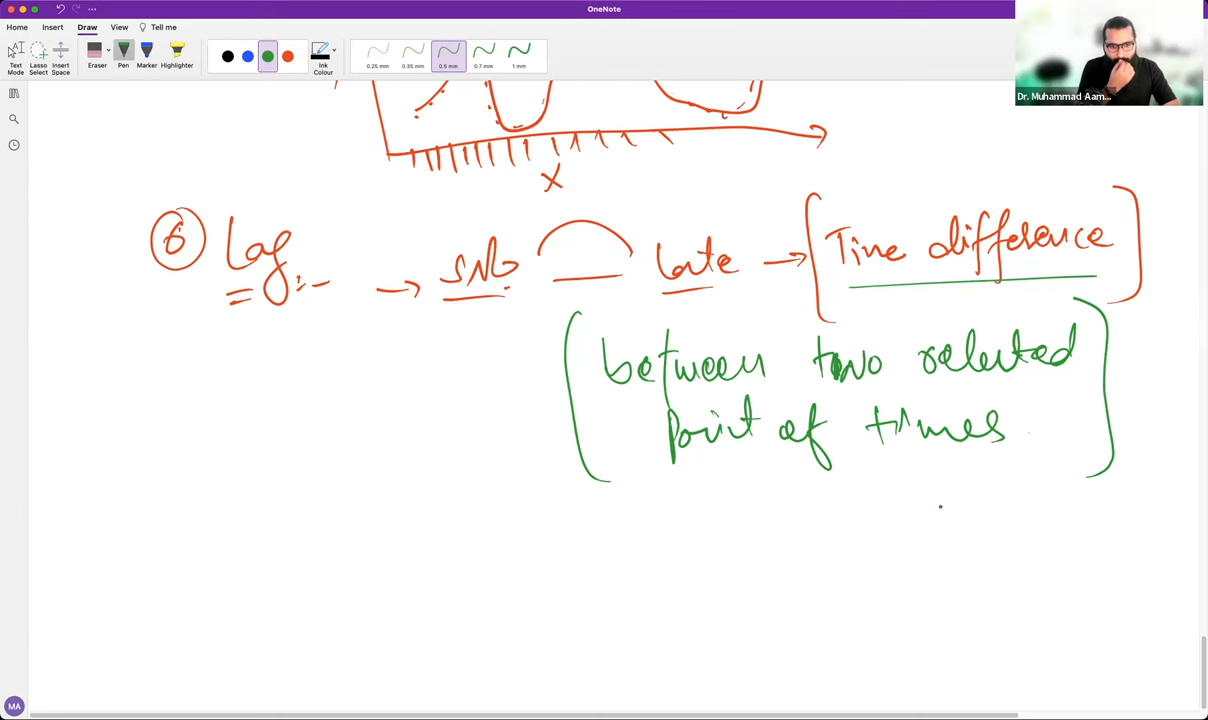 OneNote
Home Insert Draw View Tell me
Text Mode
Lasso Select
Insert Space
Eraser
Pen
Marker
Highlighter
Ink Colour
0.25 mm
0.35 mm
0.5 mm
0.7 mm
1 mm
Dr. Muhammad Aam...
X
6 Lag :- → late → [Time difference]
[between two related
point of times]
MA